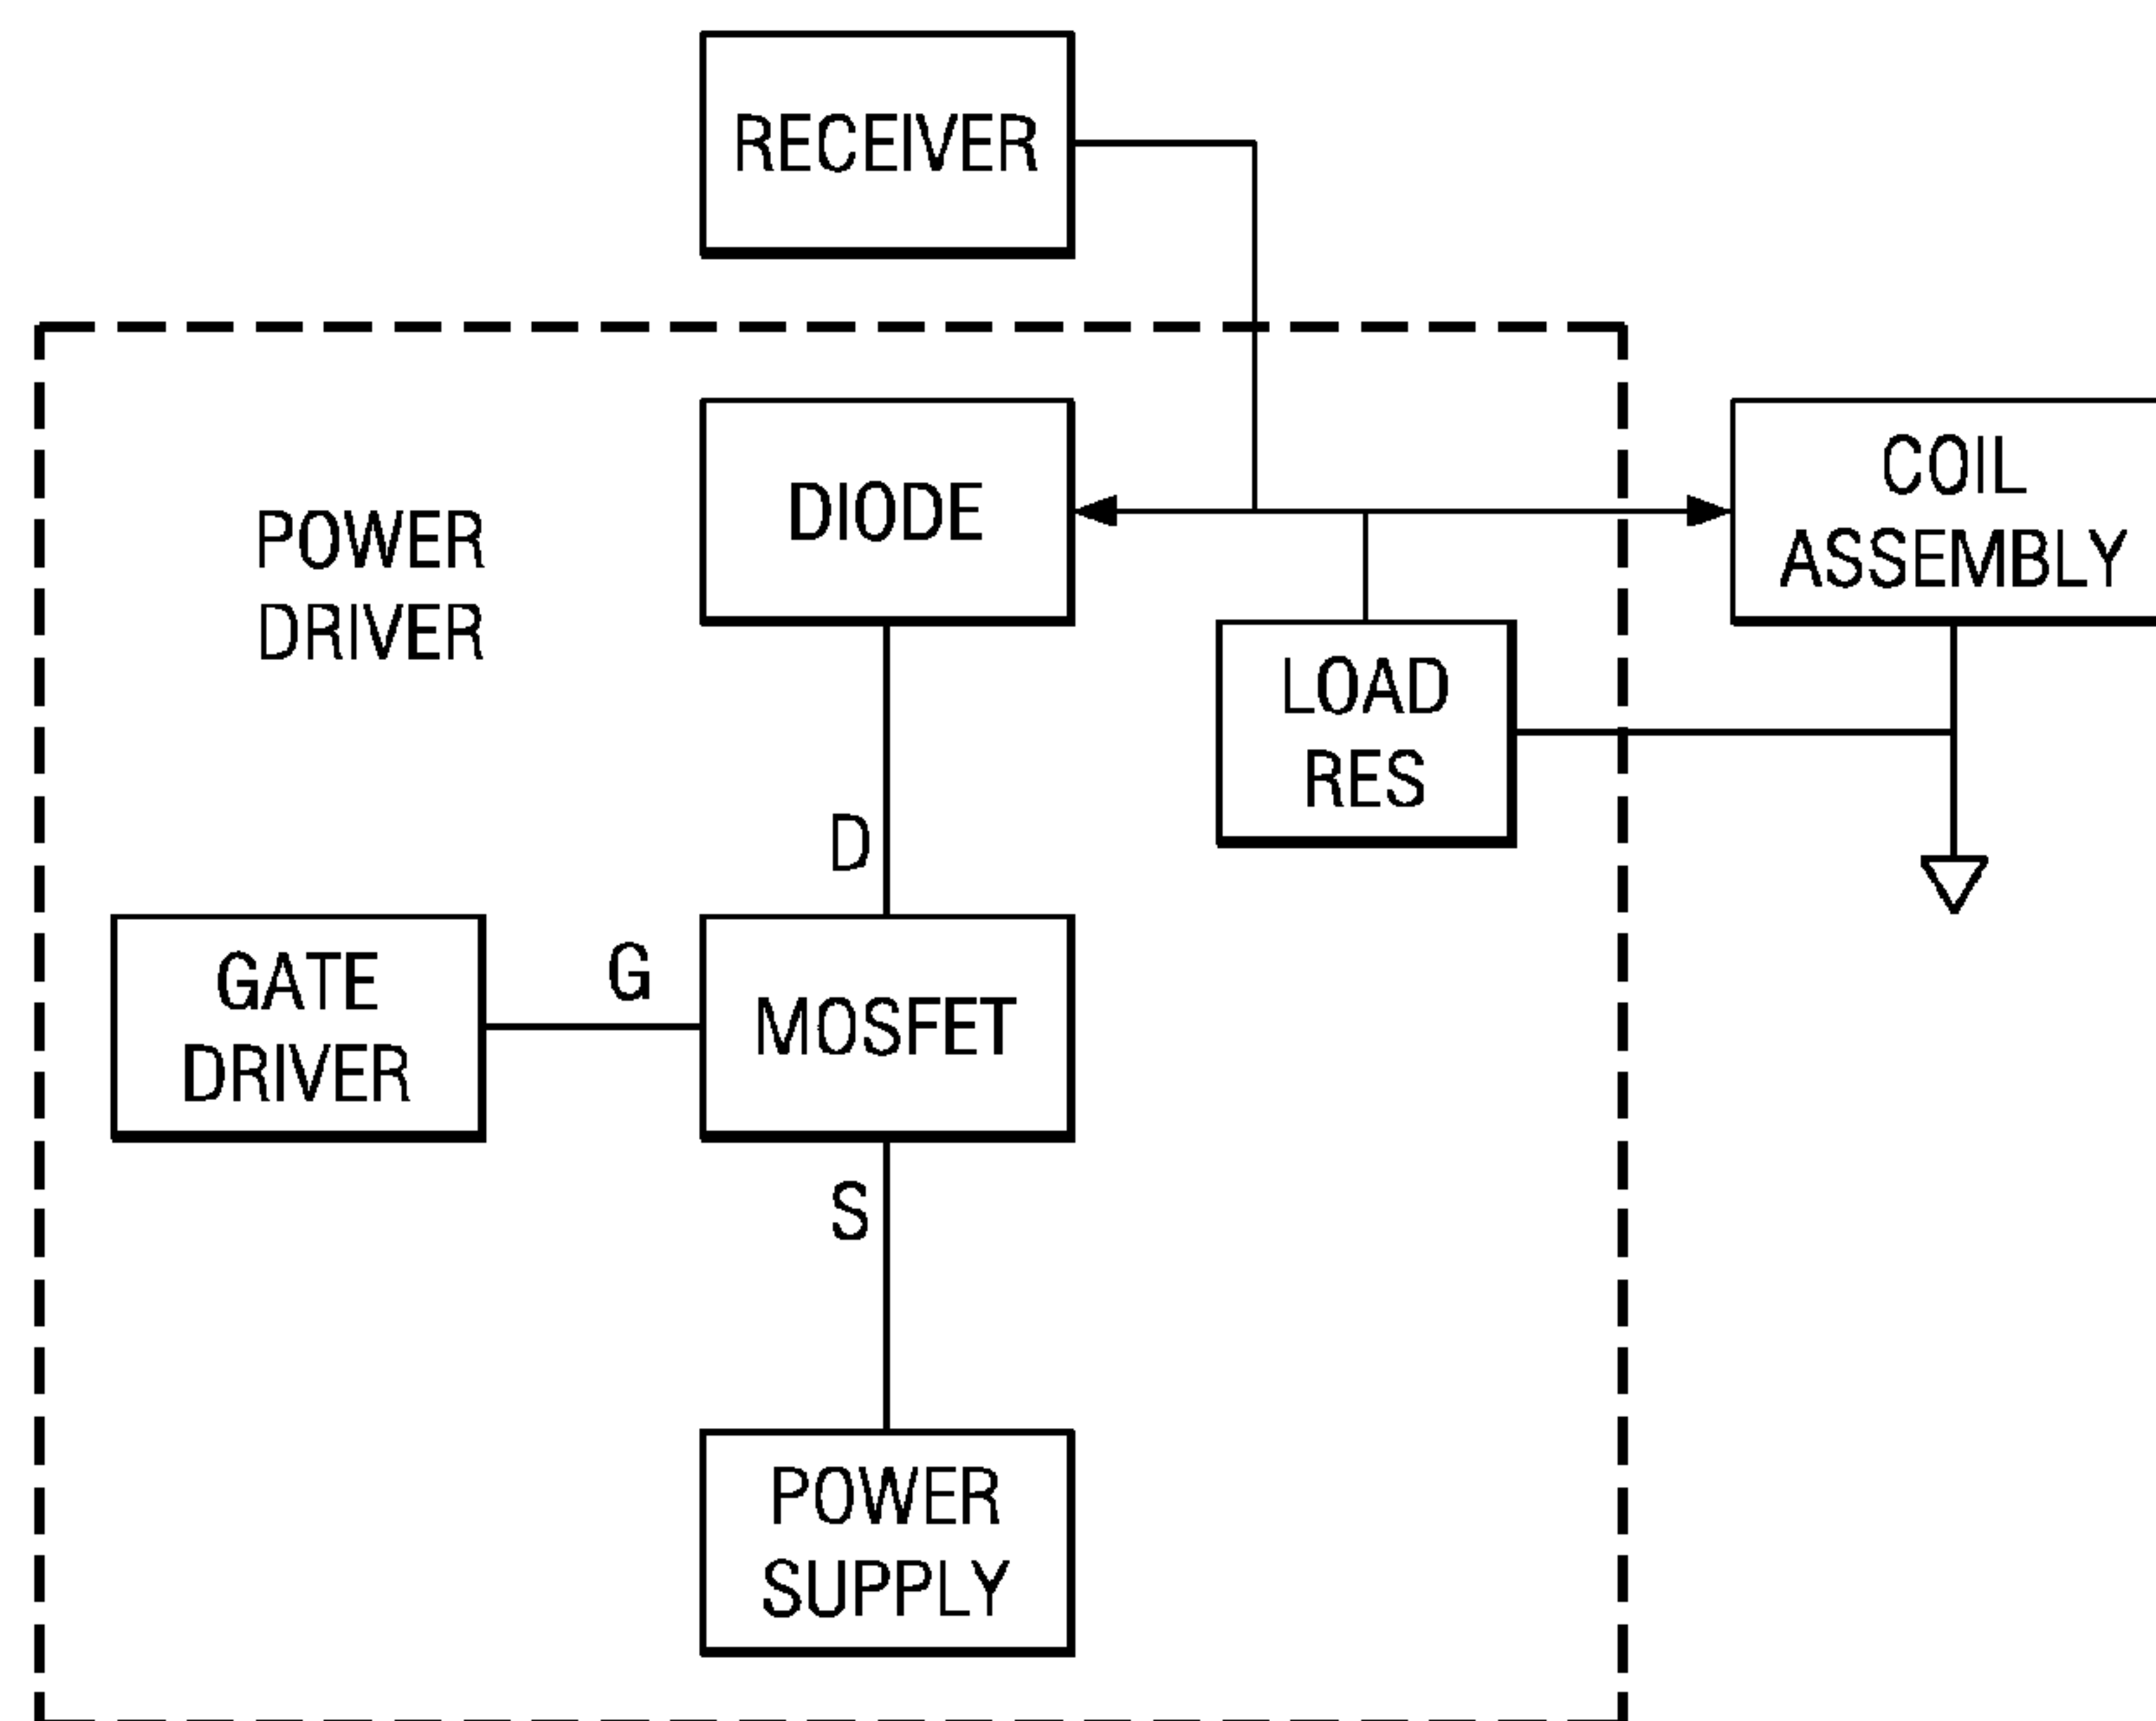 RECEIVER
DIODE
COIL
ASSEMBLY
POWER
DRIVER
LOAD
RES
D
GATE
DRIVER
G
MOSFET
S
POWER
SUPPLY